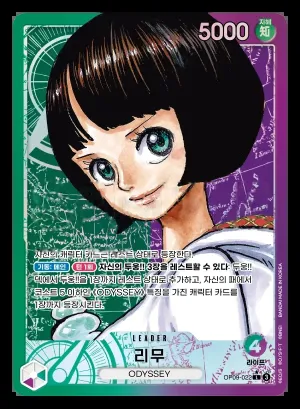 5000
지혜
知
자신의 캐릭터 카드는 레스트 상태로 등장한다.
기동: 메인 턴 1회 자신의 두웅!! 3장을 레스트할 수 있다: 두웅!!
덱에서 두웅!!을 1장까지 레스트 상태로 추가하고, 자신의 패에서
코스트 5 이하의 《ODYSSEY》 특징을 가진 캐릭터 카드를
1장까지 등장시킨다.
LEADER
리무
ODYSSEY
4
라이프
OP09-022 L 3